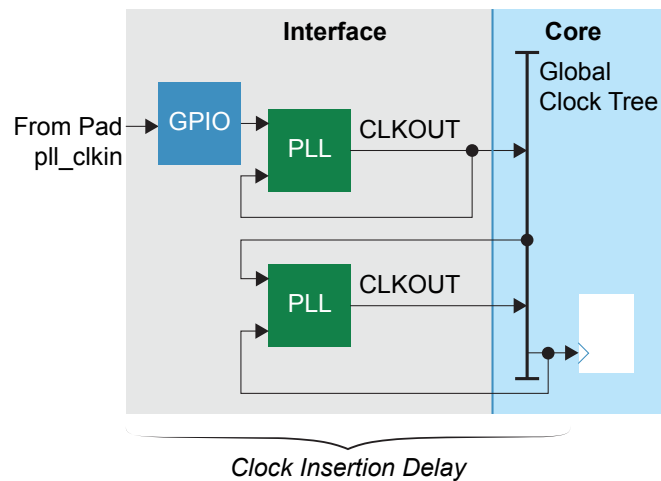 Interface
Core
Global
Clock Tree
From Pad
pll_clkin
GPIO
PLL
CLKOUT
PLL
CLKOUT
Clock Insertion Delay